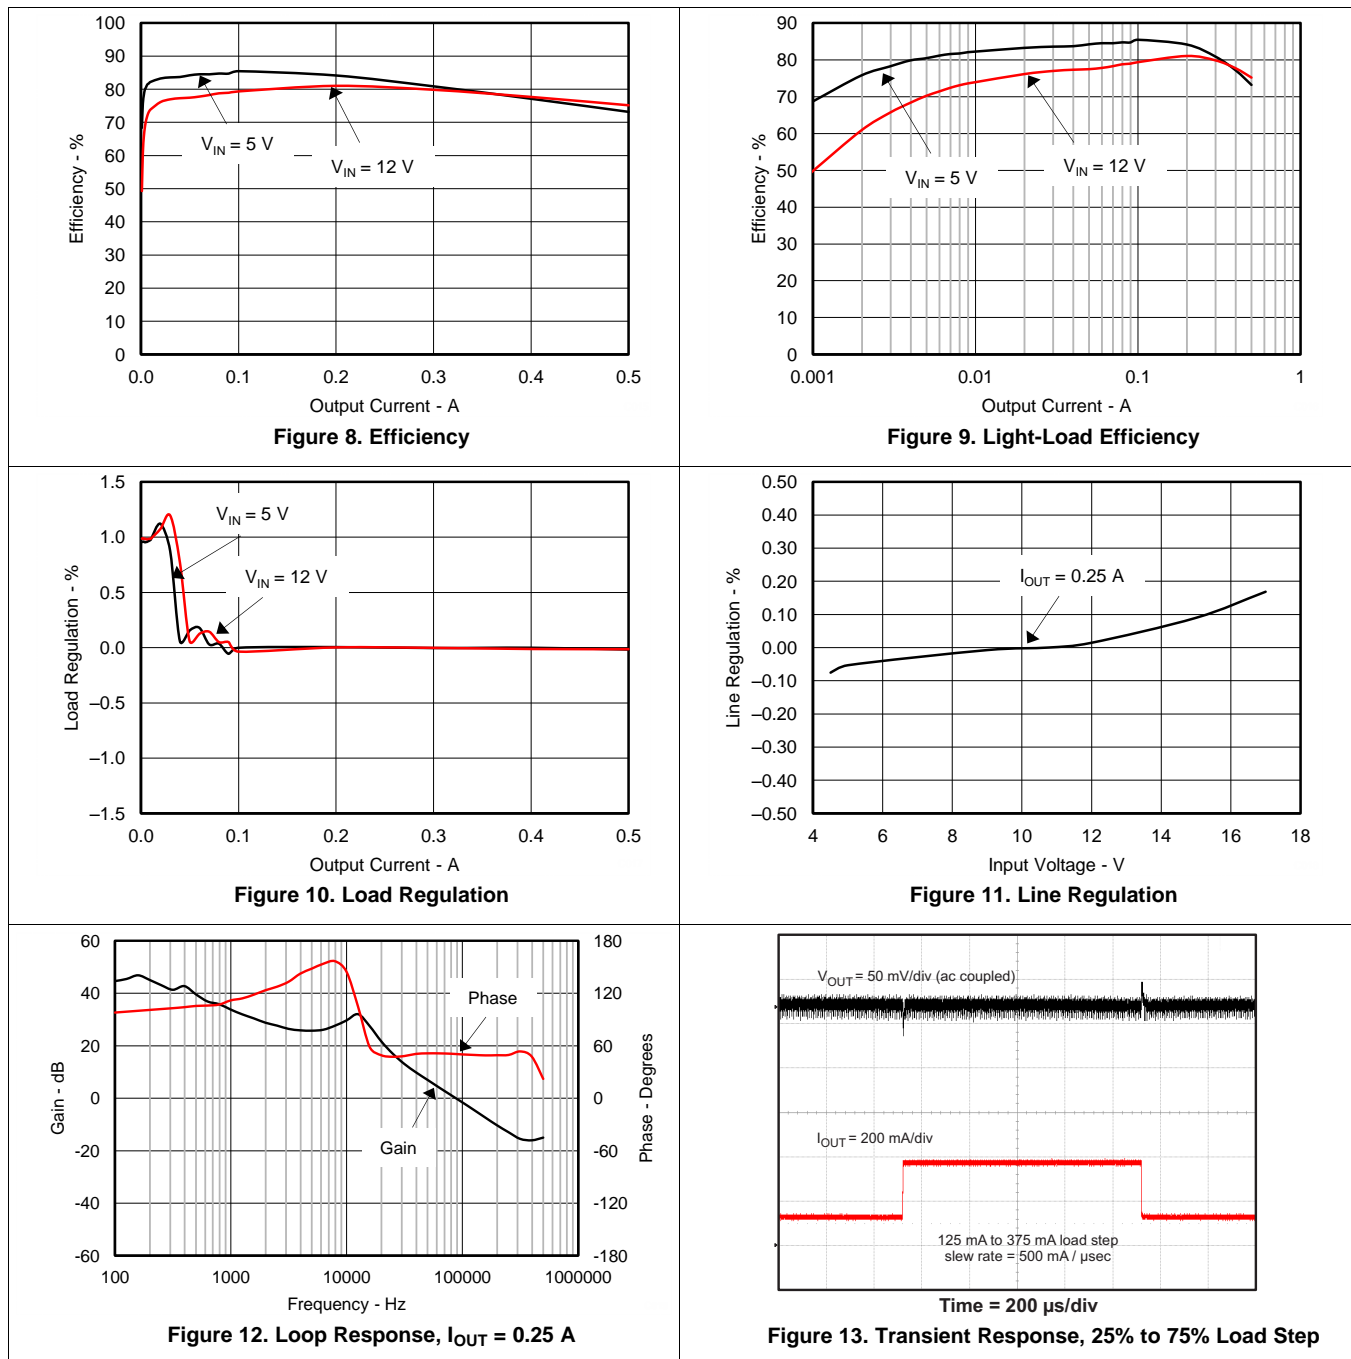 100
90
80
70
60
50
40
30
20
10
0
Efficiency - %
V_IN = 5 V
V_IN = 12 V
0.0 0.1 0.2 0.3 0.4 0.5
Output Current - A
Figure 8. Efficiency
90
80
70
60
50
40
30
20
10
0
Efficiency - %
V_IN = 5 V
V_IN = 12 V
0.001 0.01 0.1 1
Output Current - A
Figure 9. Light-Load Efficiency
1.5
1.0
0.5
0.0
–0.5
–1.0
–1.5
Load Regulation - %
V_IN = 5 V
V_IN = 12 V
0.0 0.1 0.2 0.3 0.4 0.5
Output Current - A
Figure 10. Load Regulation
0.50
0.40
0.30
0.20
0.10
0.00
–0.10
–0.20
–0.30
–0.40
–0.50
Line Regulation - %
I_OUT = 0.25 A
4 6 8 10 12 14 16 18
Input Voltage - V
Figure 11. Line Regulation
60
40
20
0
-20
-40
-60
Gain - dB
Phase
Gain
180
120
60
0
-60
-120
-180
Phase - Degrees
100 1000 10000 100000 1000000
Frequency - Hz
Figure 12. Loop Response, I_OUT = 0.25 A
V_OUT = 50 mV/div (ac coupled)
I_OUT = 200 mA/div
125 mA to 375 mA load step
slew rate = 500 mA / µsec
Time = 200 µs/div
Figure 13. Transient Response, 25% to 75% Load Step